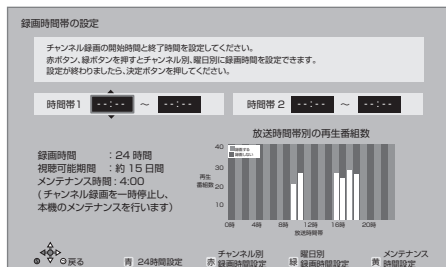 録画時間帯の設定
チャンネル録画の開始時間と終了時間を設定してください。
赤ボタン、緑ボタンを押すとチャンネル別、曜日別に録画時間を設定できます。
設定が終わりましたら、決定ボタンを押してください。
時間帯1 --:-- ～ --:-- 時間帯2 --:-- ～ --:--
放送時間帯別の再生番組数
録画時間 : 24 時間
視聴可能期間 : 約 15 日間
メンテナンス時間 : 4:00
( チャンネル録画を一時停止し、
本機のメンテナンスを行います)
40
30
再生
番組数
20
10
0時 4時 8時 12時 16時 20時
放送時間帯
戻る
青 24時間設定
赤 チャンネル別
録画時間設定
緑 曜日別
録画時間設定
黄 メンテナンス
時間設定